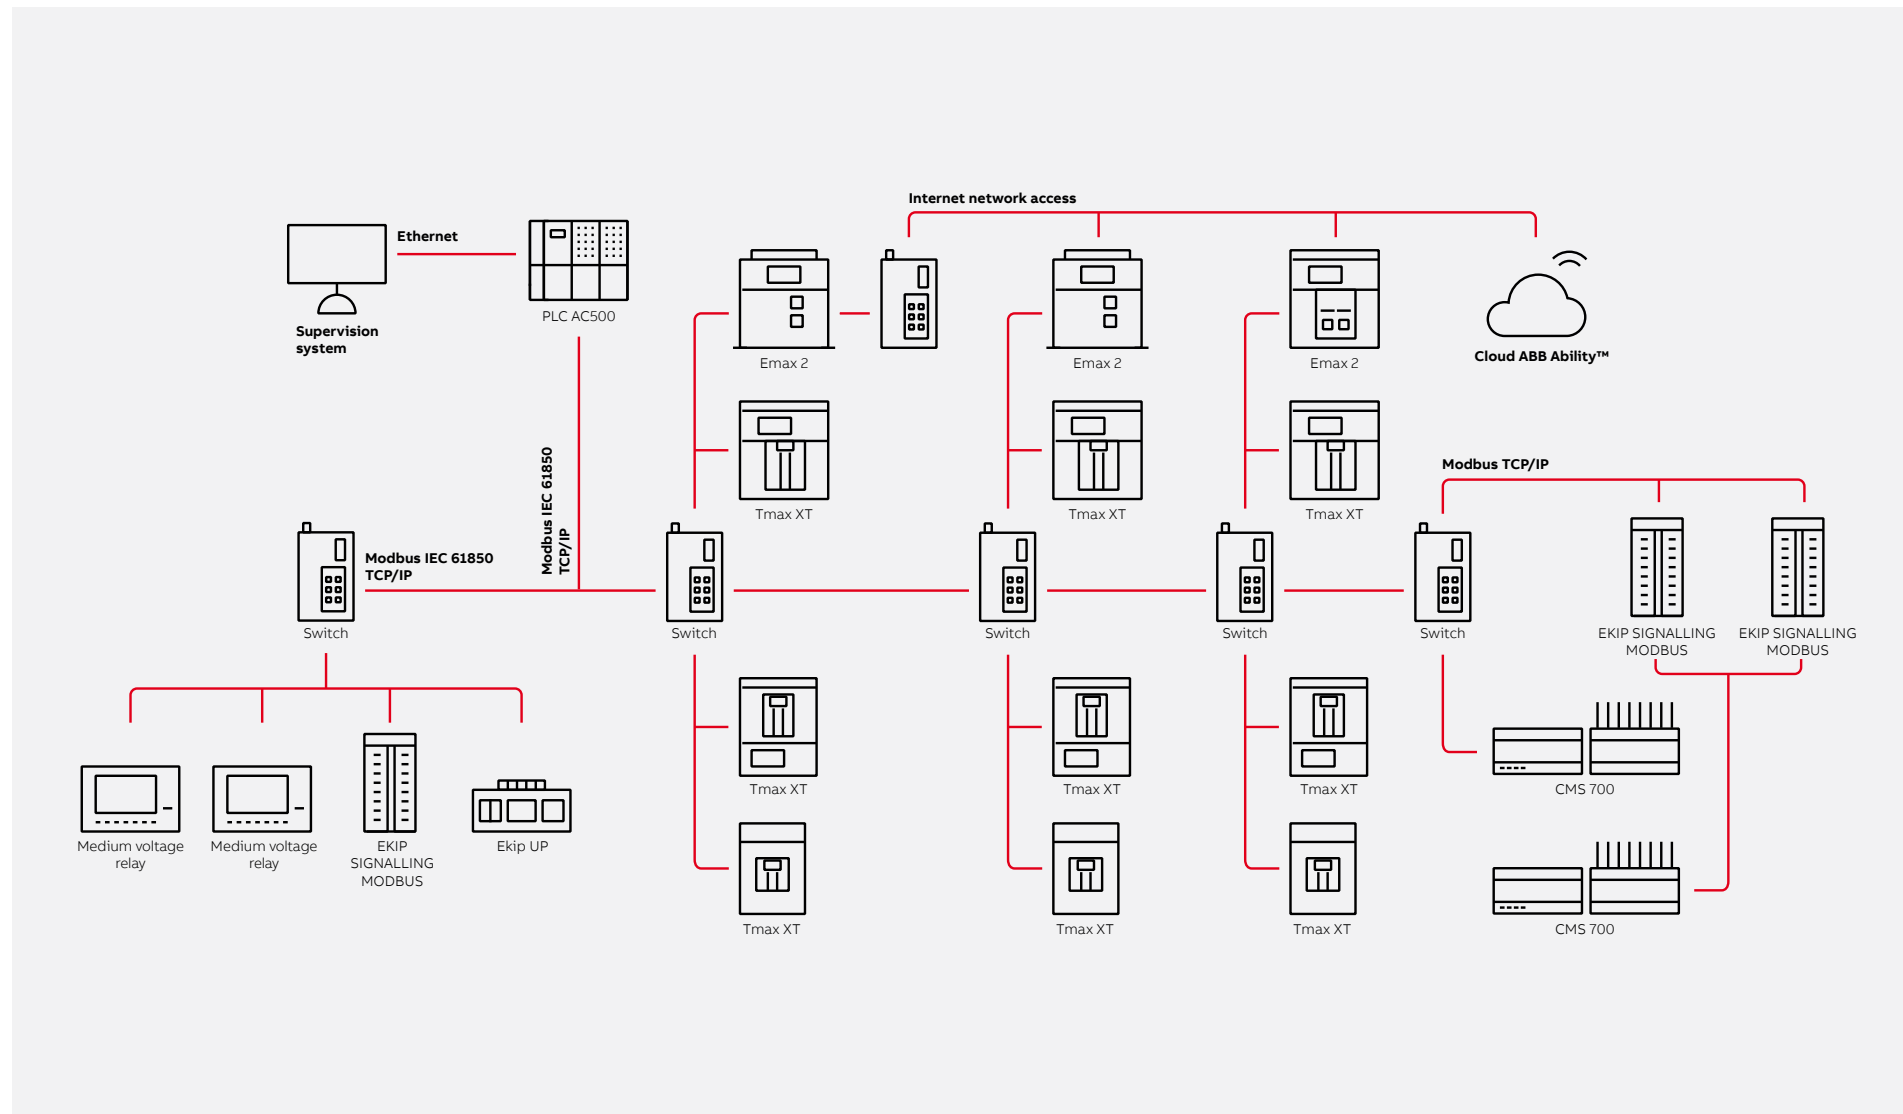 Internet network access
Ethernet
PLC AC500
Supervision
system
Emax 2
Emax 2
Emax 2
Cloud ABB Ability™
Tmax XT
Tmax XT
Tmax XT
Modbus TCP/IP
Modbus IEC 61850
TCP/IP
Modbus IEC 61850
TCP/IP
Switch
Switch
Switch
Switch
Switch
EKIP SIGNALLING
MODBUS
EKIP SIGNALLING
MODBUS
Tmax XT
Tmax XT
Tmax XT
CMS 700
Medium voltage
relay
Medium voltage
relay
EKIP
SIGNALLING
MODBUS
Ekip UP
Tmax XT
Tmax XT
Tmax XT
CMS 700